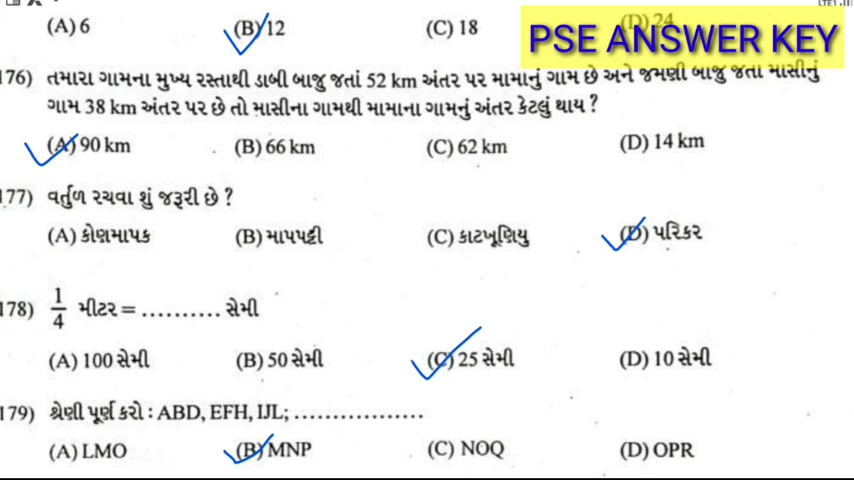 LTE1
(A) 6 (B) 12 (C) 18 (D) 24
PSE ANSWER KEY
176) તમારા ગામના મુખ્ય રસ્તાથી ડાબી બાજુ જતાં 52 km અંતર પર મામાનું ગામ છે અને જમણી બાજુ જતા માસીનું
ગામ 38 km અંતર પર છે તો માસીના ગામથી મામાના ગામનું અંતર કેટલું થાય ?
(A) 90 km (B) 66 km (C) 62 km (D) 14 km
177) વર્તુળ રચવા શું જરૂરી છે ?
(A) કોણમાપક (B) માપપટ્ટી (C) કાટખૂણિયુ (D) પરિકર
178) 1/4 મીટર = .......... સેમી
(A) 100 સેમી (B) 50 સેમી (C) 25 સેમી (D) 10 સેમી
179) શ્રેણી પૂર્ણ કરો : ABD, EFH, IJL; .................
(A) LMO (B) MNP (C) NOQ (D) OPR